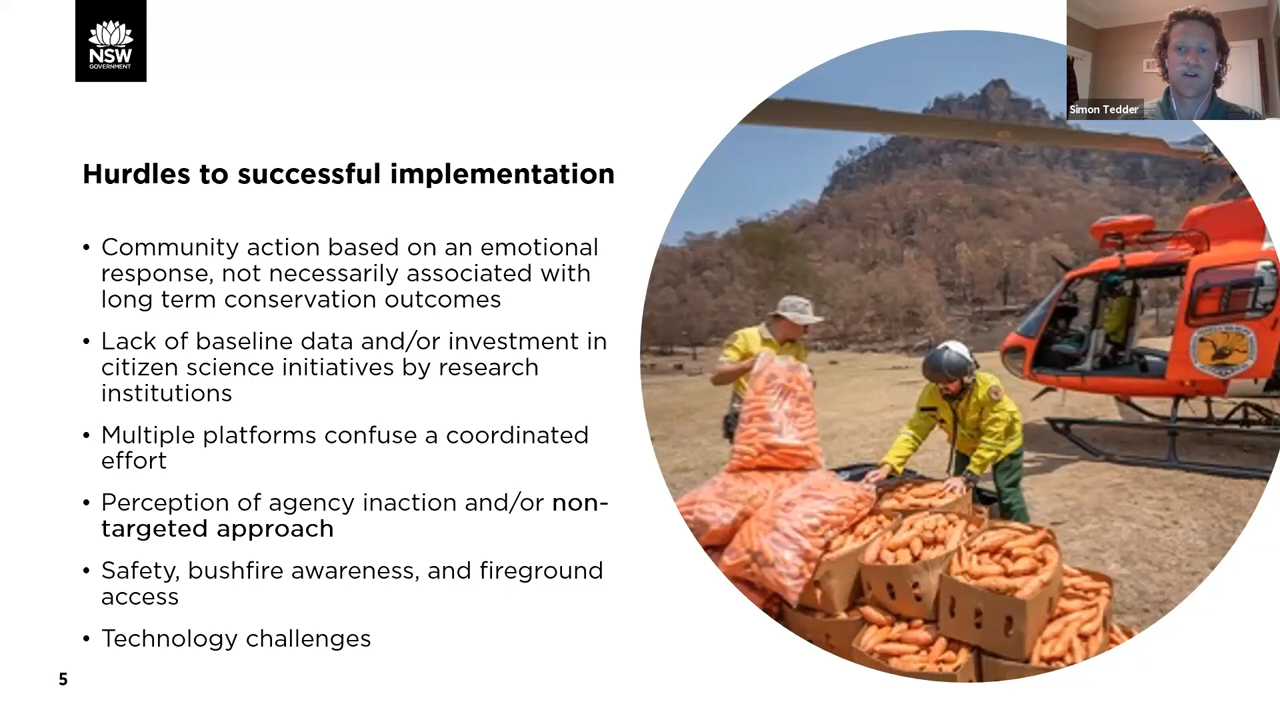 NSW
GOVERNMENT
Simon Tedder
Hurdles to successful implementation
• Community action based on an emotional
response, not necessarily associated with
long term conservation outcomes
• Lack of baseline data and/or investment in
citizen science initiatives by research
institutions
• Multiple platforms confuse a coordinated
effort
• Perception of agency inaction and/or non-
targeted approach
• Safety, bushfire awareness, and fireground
access
• Technology challenges
5